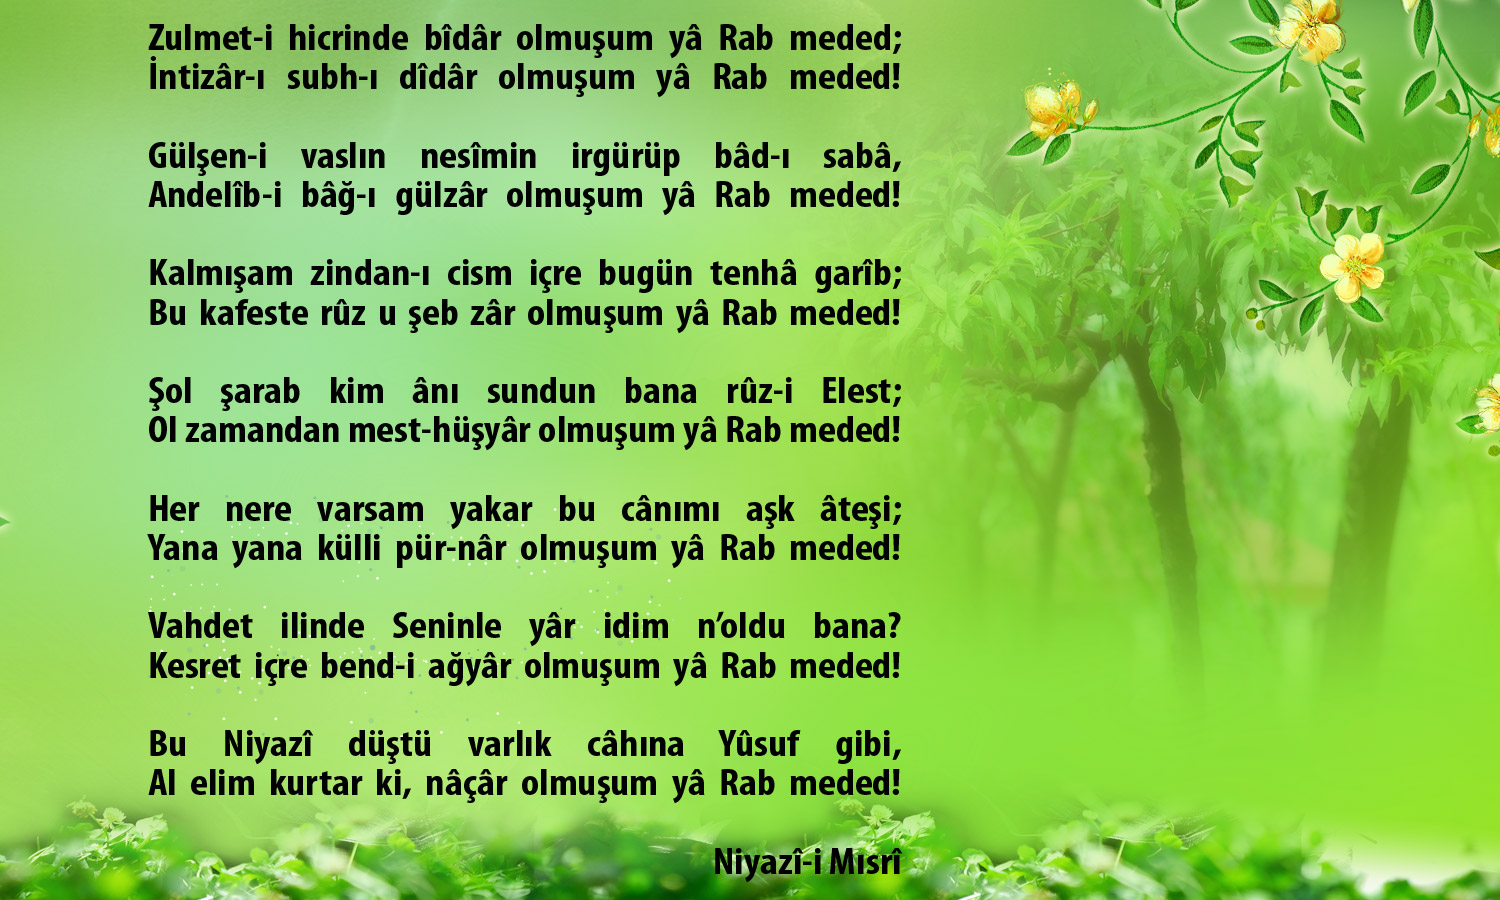 Zulmet-i hicrinde bîdâr olmuşum yâ Rab meded;
İntizâr-ı subh-ı dîdâr olmuşum yâ Rab meded!
Gülşen-i vaslın nesîmin irgürüp bâd-ı sabâ,
Andelîb-i bâğ-ı gülzâr olmuşum yâ Rab meded!
Kalmışam zindan-ı cism içre bugün tenhâ garîb;
Bu kafeste rûz u şeb zâr olmuşum yâ Rab meded!
Şol şarab kim ânı sundun bana rûz-i Elest;
Ol zamandan mest-hüşyâr olmuşum yâ Rab meded!
Her nere varsam yakar bu cânımı aşk âteşi;
Yana yana külli pür-nâr olmuşum yâ Rab meded!
Vahdet ilinde Seninle yâr idim n’oldu bana?
Kesret içre bend-i ağyâr olmuşum yâ Rab meded!
Bu Niyazî düştü varlık câhına Yûsuf gibi,
Al elim kurtar ki, nâçâr olmuşum yâ Rab meded!
Niyazî-i Mısrî